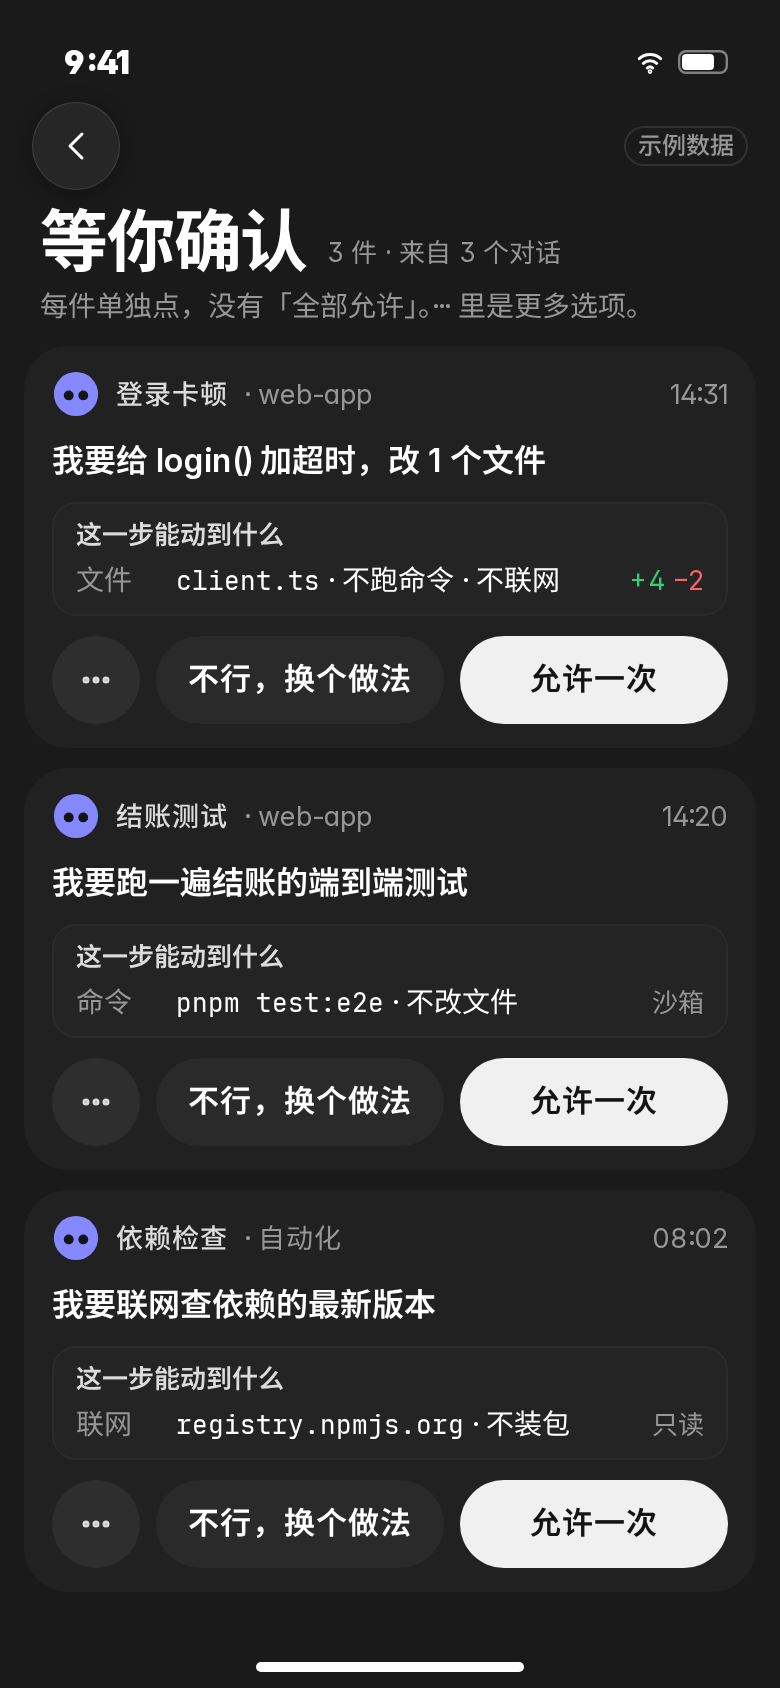 9:41
示例数据
等你确认 3 件 · 来自 3 个对话
每件单独点，没有「全部允许」。··· 里是更多选项。
登录卡顿 · web-app 14:31
我要给 login() 加超时，改 1 个文件
这一步能动到什么
文件 client.ts · 不跑命令 · 不联网 +4 −2
不行，换个做法 允许一次
结账测试 · web-app 14:20
我要跑一遍结账的端到端测试
这一步能动到什么
命令 pnpm test:e2e · 不改文件 沙箱
不行，换个做法 允许一次
依赖检查 · 自动化 08:02
我要联网查依赖的最新版本
这一步能动到什么
联网 registry.npmjs.org · 不装包 只读
不行，换个做法 允许一次